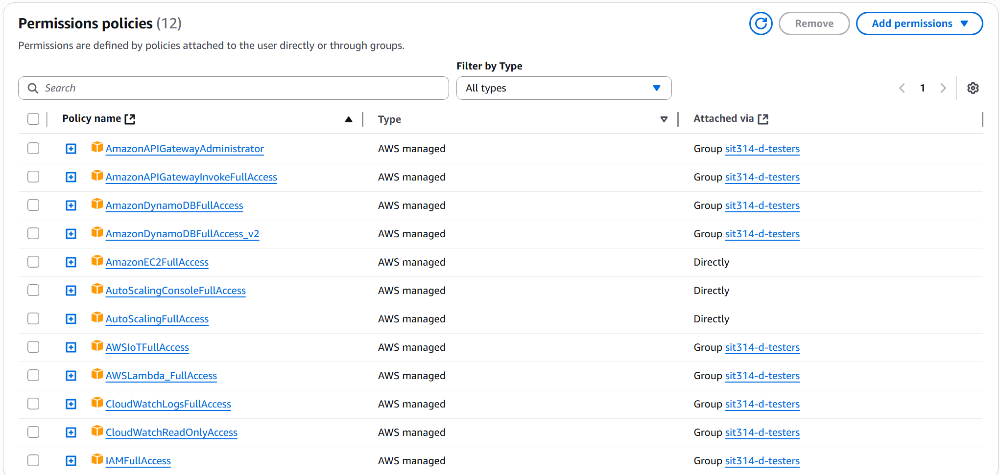 Permissions policies (12)
Remove
Add permissions
Permissions are defined by policies attached to the user directly or through groups.
Filter by Type
Search
All types
1
Policy name Type Attached via
AmazonAPIGatewayAdministrator AWS managed Group sit314-d-testers
AmazonAPIGatewayInvokeFullAccess AWS managed Group sit314-d-testers
AmazonDynamoDBFullAccess AWS managed Group sit314-d-testers
AmazonDynamoDBFullAccess_v2 AWS managed Group sit314-d-testers
AmazonEC2FullAccess AWS managed Directly
AutoScalingConsoleFullAccess AWS managed Directly
AutoScalingFullAccess AWS managed Directly
AWSIoTFullAccess AWS managed Group sit314-d-testers
AWSLambda_FullAccess AWS managed Group sit314-d-testers
CloudWatchLogsFullAccess AWS managed Group sit314-d-testers
CloudWatchReadOnlyAccess AWS managed Group sit314-d-testers
IAMFullAccess AWS managed Group sit314-d-testers